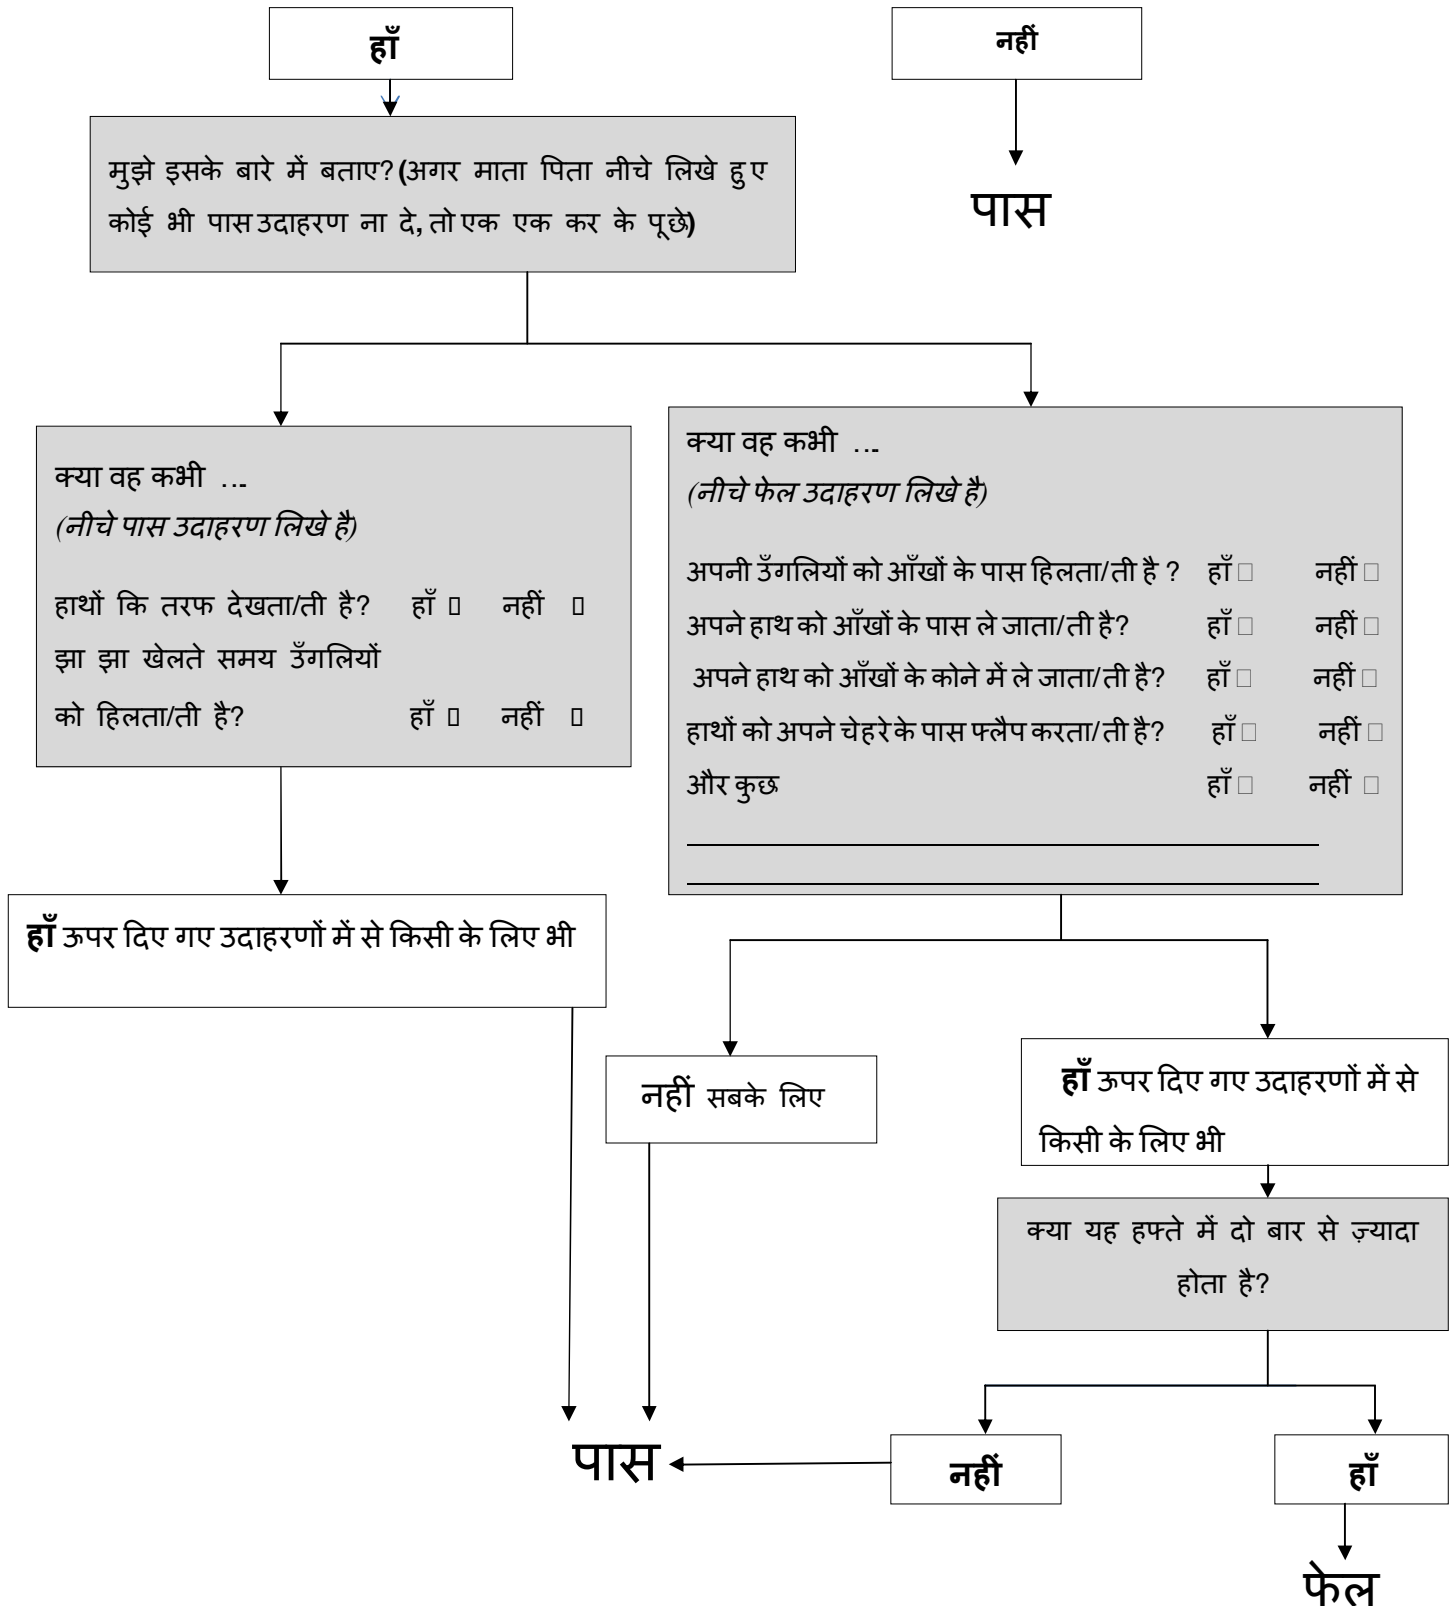 हाँ
नहीं
मुझे इसके बारे में बताए?(अगर माता पिता नीचे लिखे हुए
कोई भी पास उदाहरण ना दे, तो एक एक कर के पूछे)
पास
क्या वह कभी ...
(नीचे पास उदाहरण लिखे है)
हाथों कि तरफ देखता/ती है? हाँ ▯ नहीं ▯
झा झा खेलते समय उँगलियों
को हिलता/ती है? हाँ ▯ नहीं ▯
क्या वह कभी ...
(नीचे फेल उदाहरण लिखे है)
अपनी उँगलियों को आँखों के पास हिलता/ती है ? हाँ □ नहीं □
अपने हाथ को आँखों के पास ले जाता/ती है? हाँ □ नहीं □
अपने हाथ को आँखों के कोने में ले जाता/ती है? हाँ □ नहीं □
हाथों को अपने चेहरे के पास फ्लैप करता/ती है? हाँ □ नहीं □
और कुछ हाँ □ नहीं □
हाँ ऊपर दिए गए उदाहरणों में से किसी के लिए भी
नहीं सबके लिए
हाँ ऊपर दिए गए उदाहरणों में से
किसी के लिए भी
क्या यह हफ्ते में दो बार से ज़्यादा
होता है?
पास
नहीं
हाँ
फेल